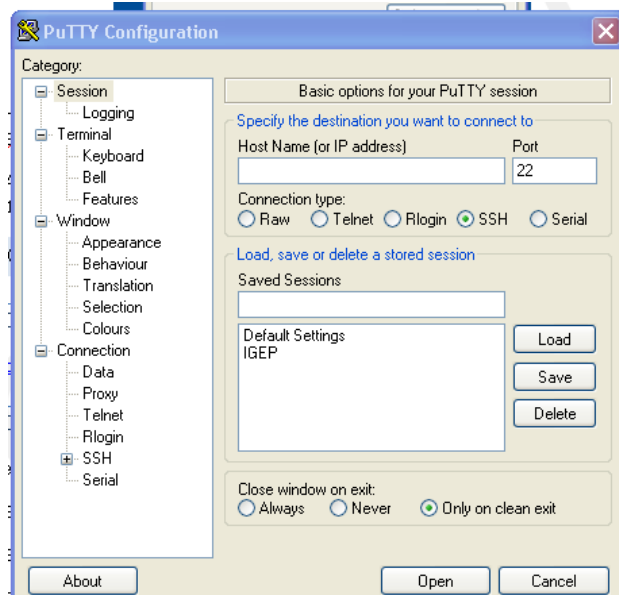 PuTTY Configuration
Category:
Session
Logging
Terminal
Keyboard
Bell
Features
Window
Appearance
Behaviour
Translation
Selection
Colours
Connection
Data
Proxy
Telnet
Rlogin
SSH
Serial
Basic options for your PuTTY session
Specify the destination you want to connect to
Host Name (or IP address) Port
22
Connection type:
Raw Telnet Rlogin SSH Serial
Load, save or delete a stored session
Saved Sessions
Default Settings
IGEP
Load
Save
Delete
Close window on exit:
Always Never Only on clean exit
About Open Cancel